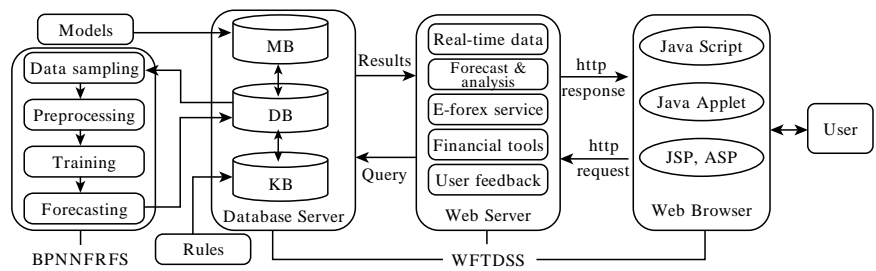 Models
Data sampling
Preprocessing
Training
Forecasting
BPNNFRFS
MB
DB
KB
Database Server
Rules
Results
Query
Real-time data
Forecast &
analysis
E-forex service
Financial tools
User feedback
Web Server
WFTDSS
http
response
http
request
Java Script
Java Applet
JSP, ASP
Web Browser
User